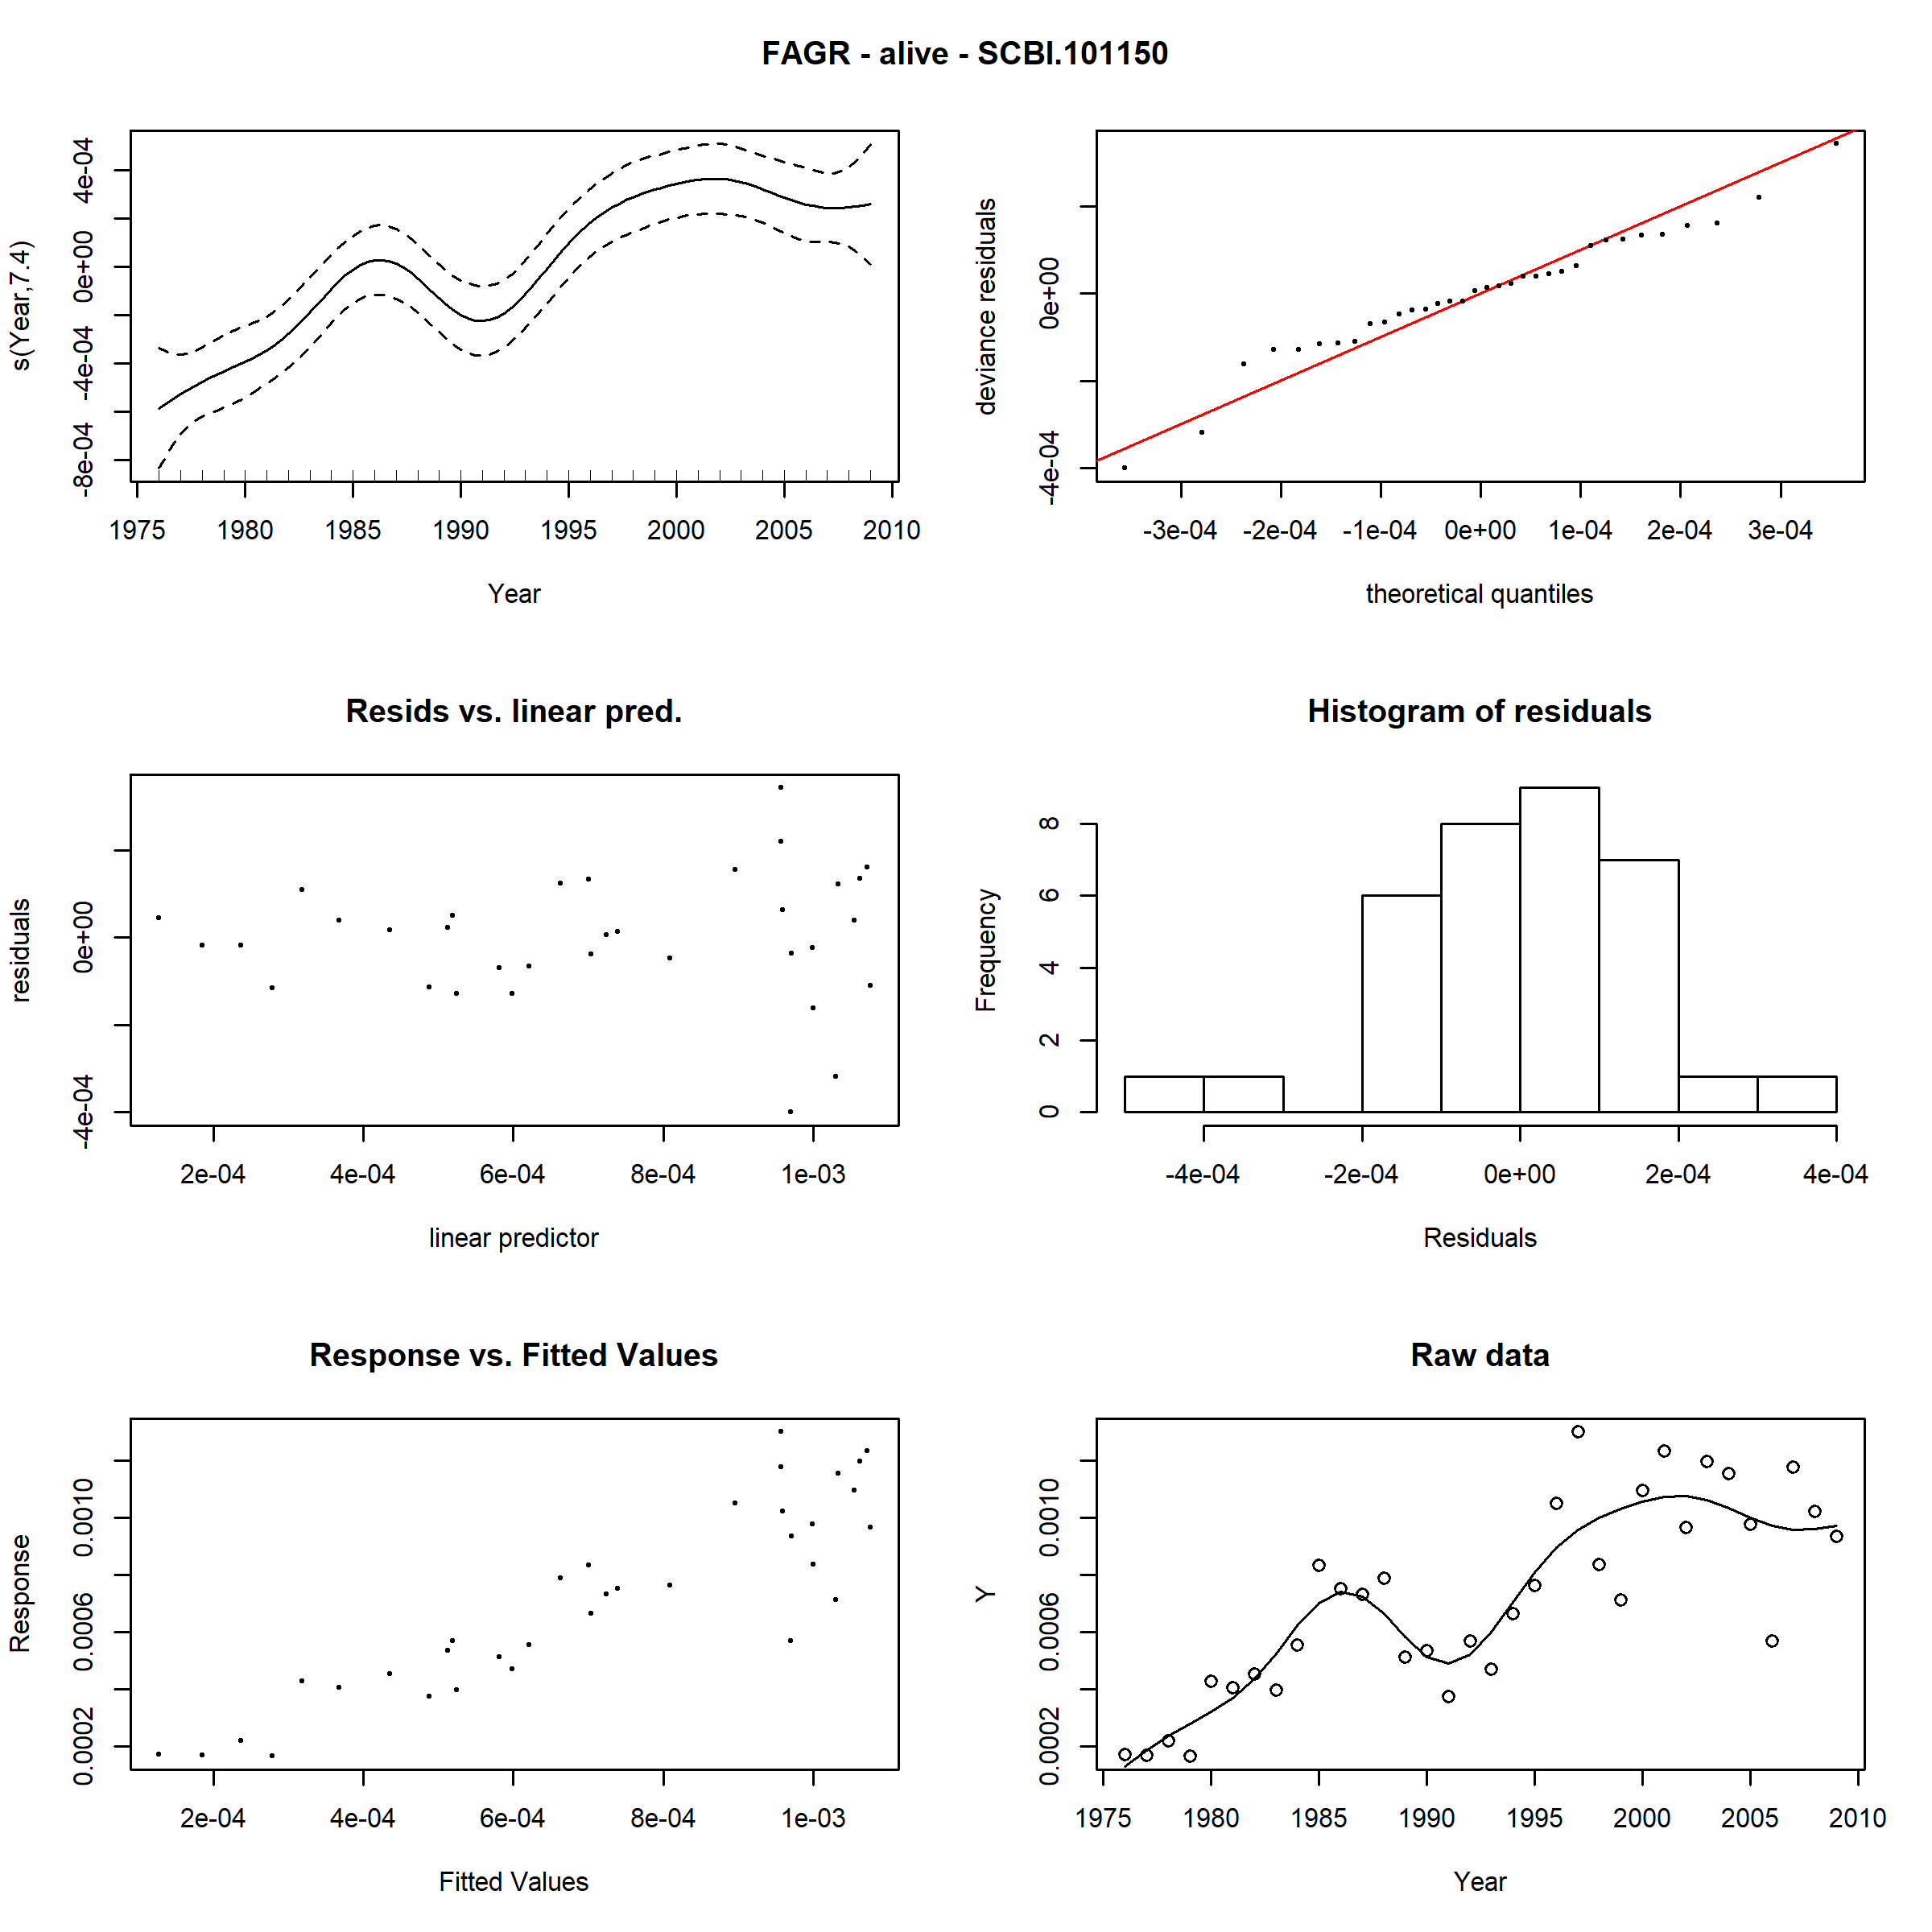 FAGR - alive - SCBI.101150
s(Year,7.4)
-8e-04 -4e-04 0e+00 4e-04
1975 1980 1985 1990 1995 2000 2005 2010
Year
deviance residuals
-4e-04 0e+00
-3e-04 -2e-04 -1e-04 0e+00 1e-04 2e-04 3e-04
theoretical quantiles
Resids vs. linear pred.
residuals
-4e-04 0e+00
2e-04 4e-04 6e-04 8e-04 1e-03
linear predictor
Histogram of residuals
Frequency
0 2 4 6 8
-4e-04 -2e-04 0e+00 2e-04 4e-04
Residuals
Response vs. Fitted Values
Response
0.0002 0.0006 0.0010
2e-04 4e-04 6e-04 8e-04 1e-03
Fitted Values
Raw data
Y
0.0002 0.0006 0.0010
1975 1980 1985 1990 1995 2000 2005 2010
Year